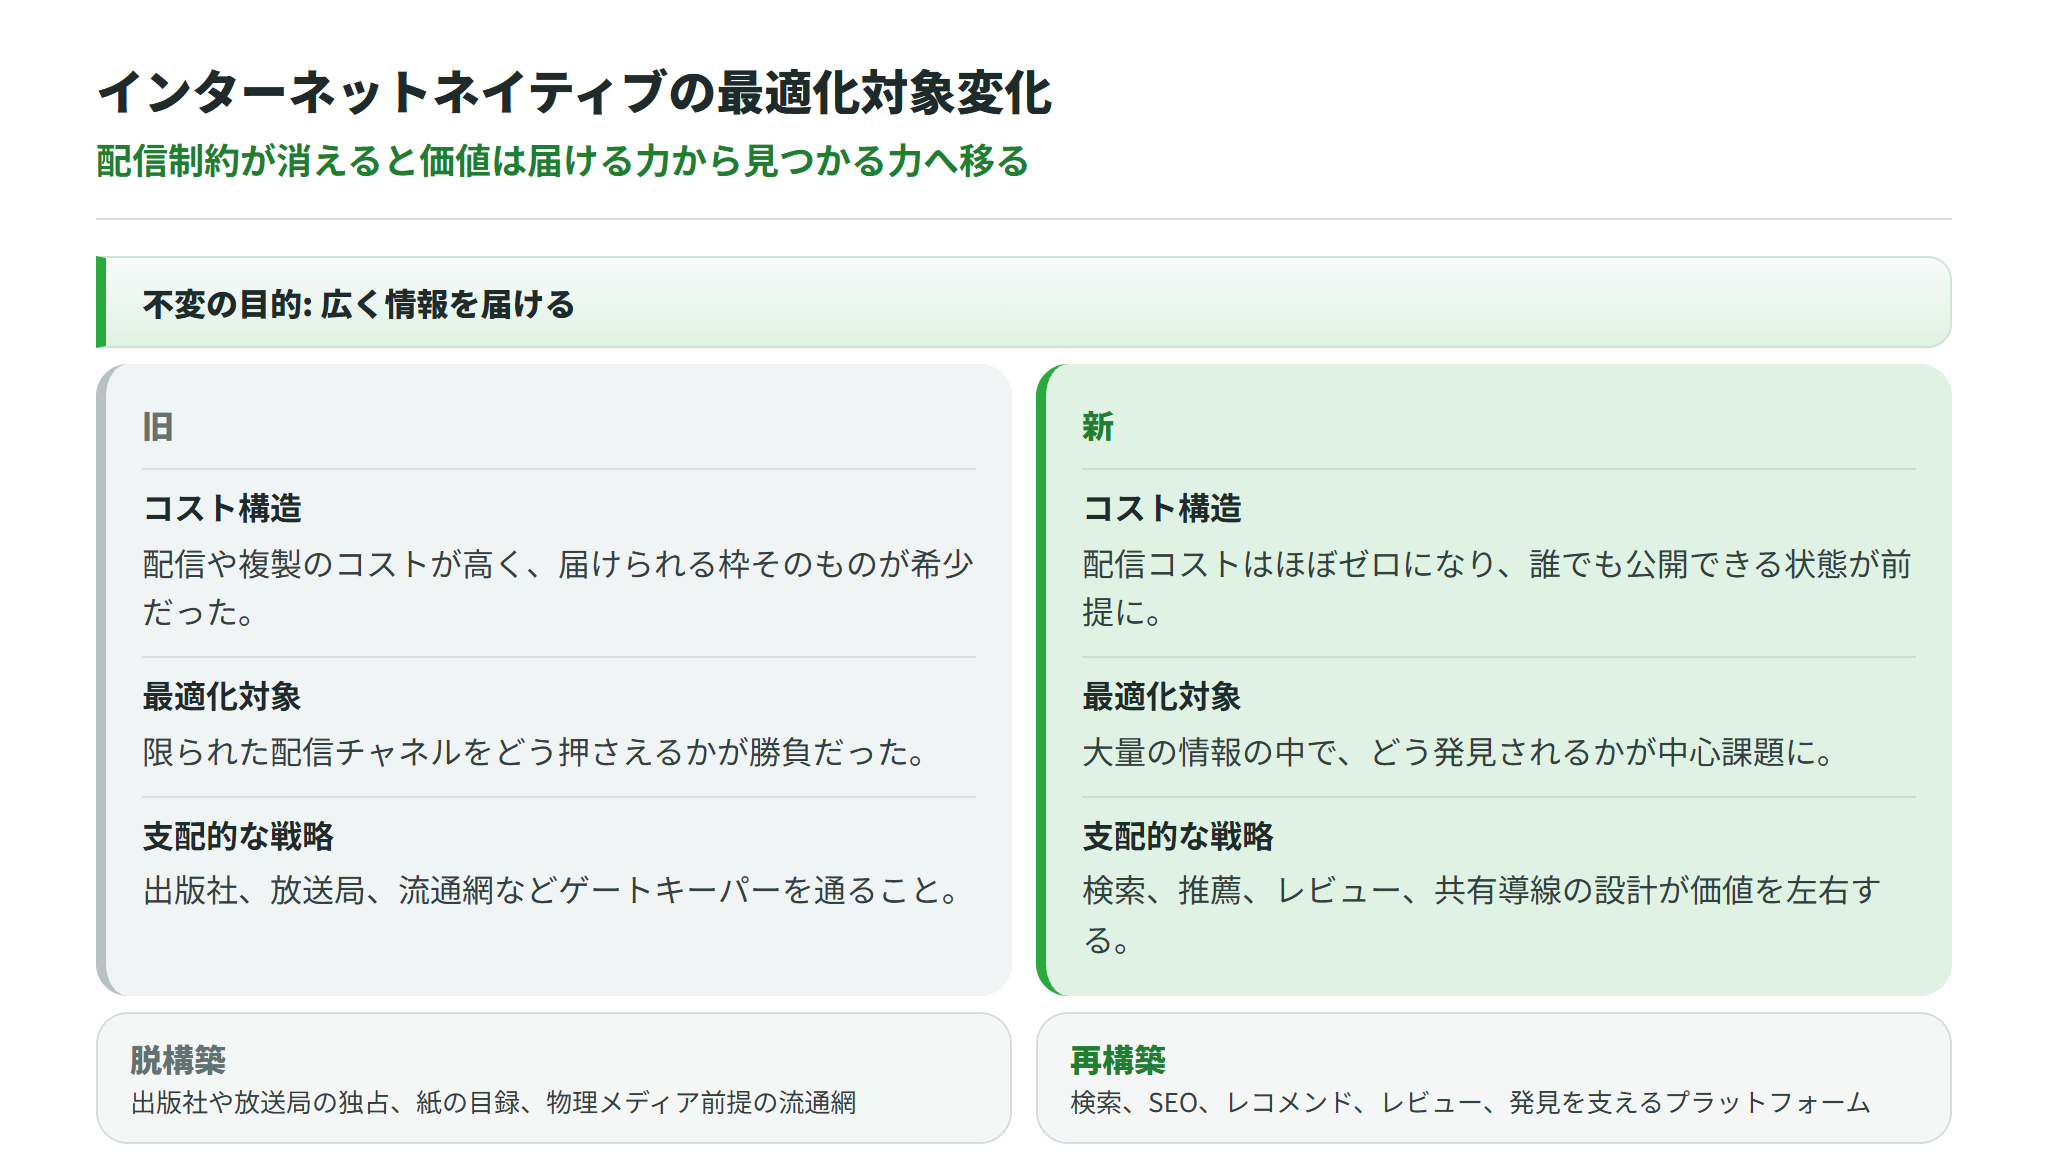 インターネットネイティブの最適化対象変化
配信制約が消えると価値は届ける力から見つかる力へ移る
不変の目的: 広く情報を届ける
旧
コスト構造
配信や複製のコストが高く、届けられる枠そのものが希少
だった。
最適化対象
限られた配信チャネルをどう押さえるかが勝負だった。
支配的な戦略
出版社、放送局、流通網などゲートキーパーを通ること。
新
コスト構造
配信コストはほぼゼロになり、誰でも公開できる状態が前
提に。
最適化対象
大量の情報の中で、どう発見されるかが中心課題に。
支配的な戦略
検索、推薦、レビュー、共有導線の設計が価値を左右す
る。
脱構築
出版社や放送局の独占、紙の目録、物理メディア前提の流通網
再構築
検索、SEO、レコメンド、レビュー、発見を支えるプラットフォーム